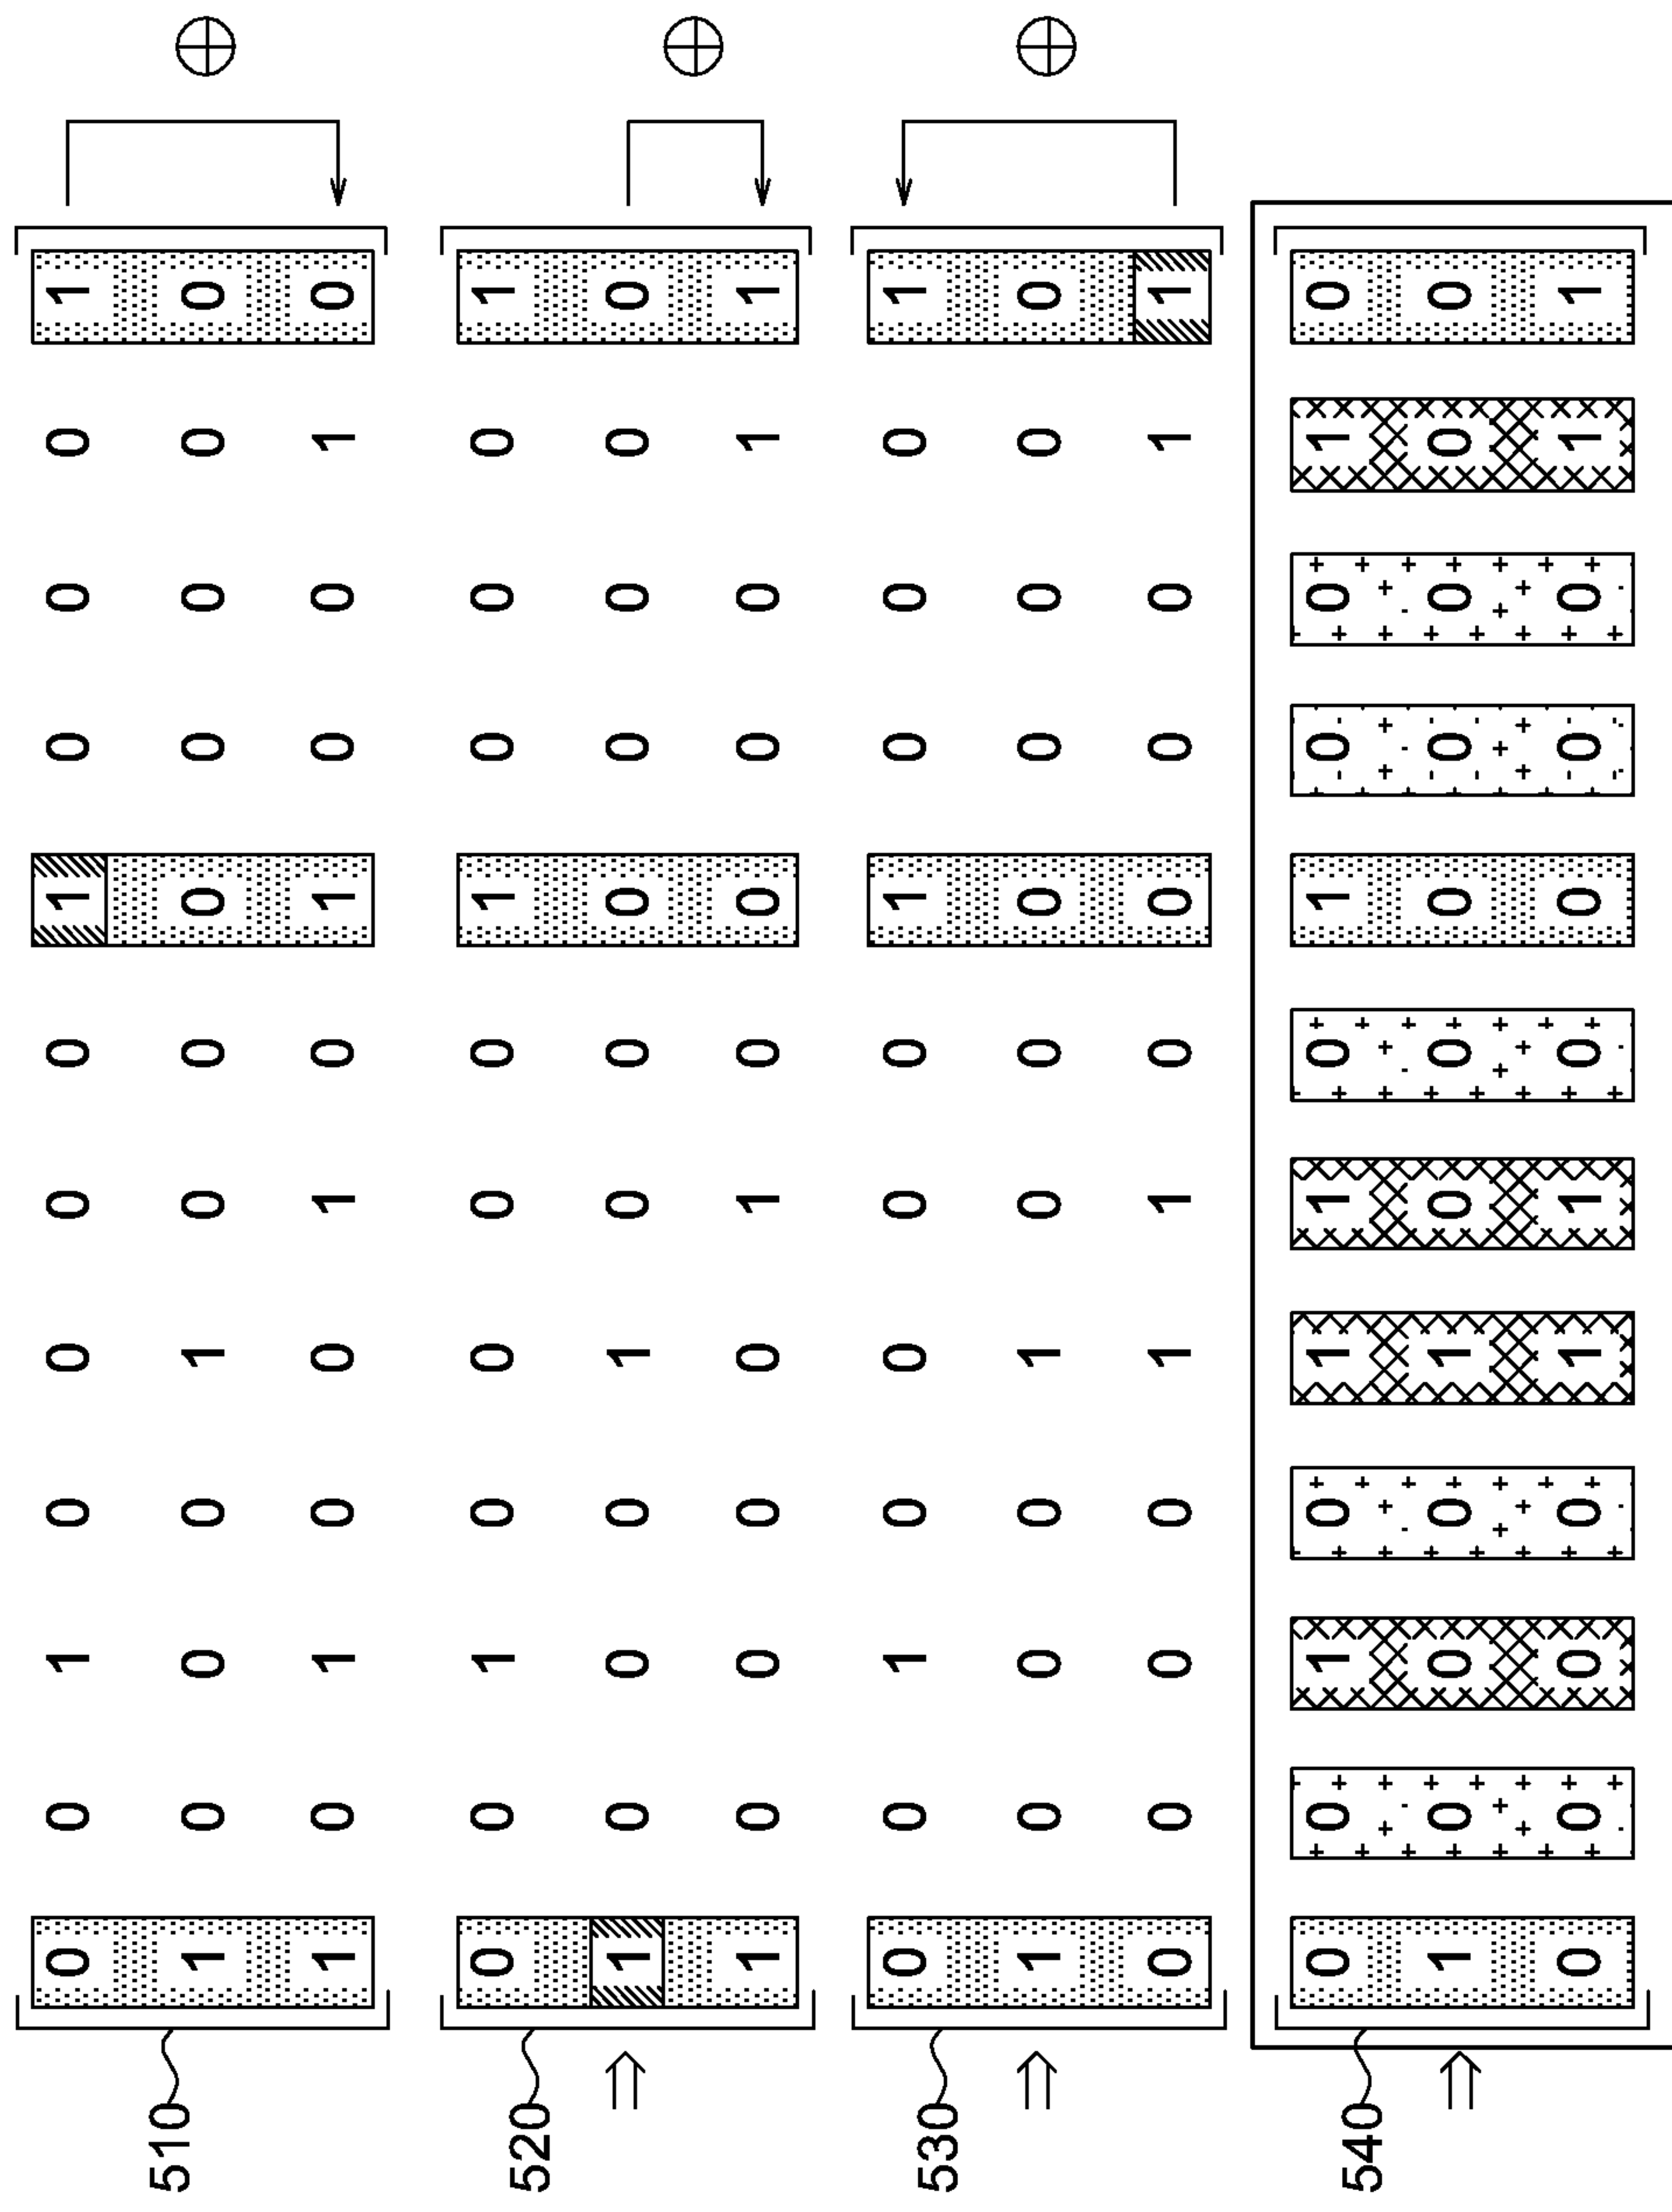 510
0 0 1 0 0 0 0 1 0 0 0 1
1 0 0 0 1 0 0 0 0 0 0 0 ⊕
1 0 1 0 0 1 0 1 0 0 1 0
520
0 0 1 0 0 0 0 1 0 0 0 1
⇒ 1 0 0 0 1 0 0 0 0 0 0 0 ⊕
1 0 0 0 0 1 0 0 0 0 1 1
530
0 0 1 0 0 0 0 1 0 0 0 1
⇒ 1 0 0 0 1 0 0 0 0 0 0 0 ⊕
0 0 0 0 1 1 0 0 0 0 1 1
540
0 0 1 0 1 1 0 1 0 0 1 0
⇒ 1 0 0 0 1 0 0 0 0 0 0 0
0 0 0 0 1 1 0 0 0 0 1 1